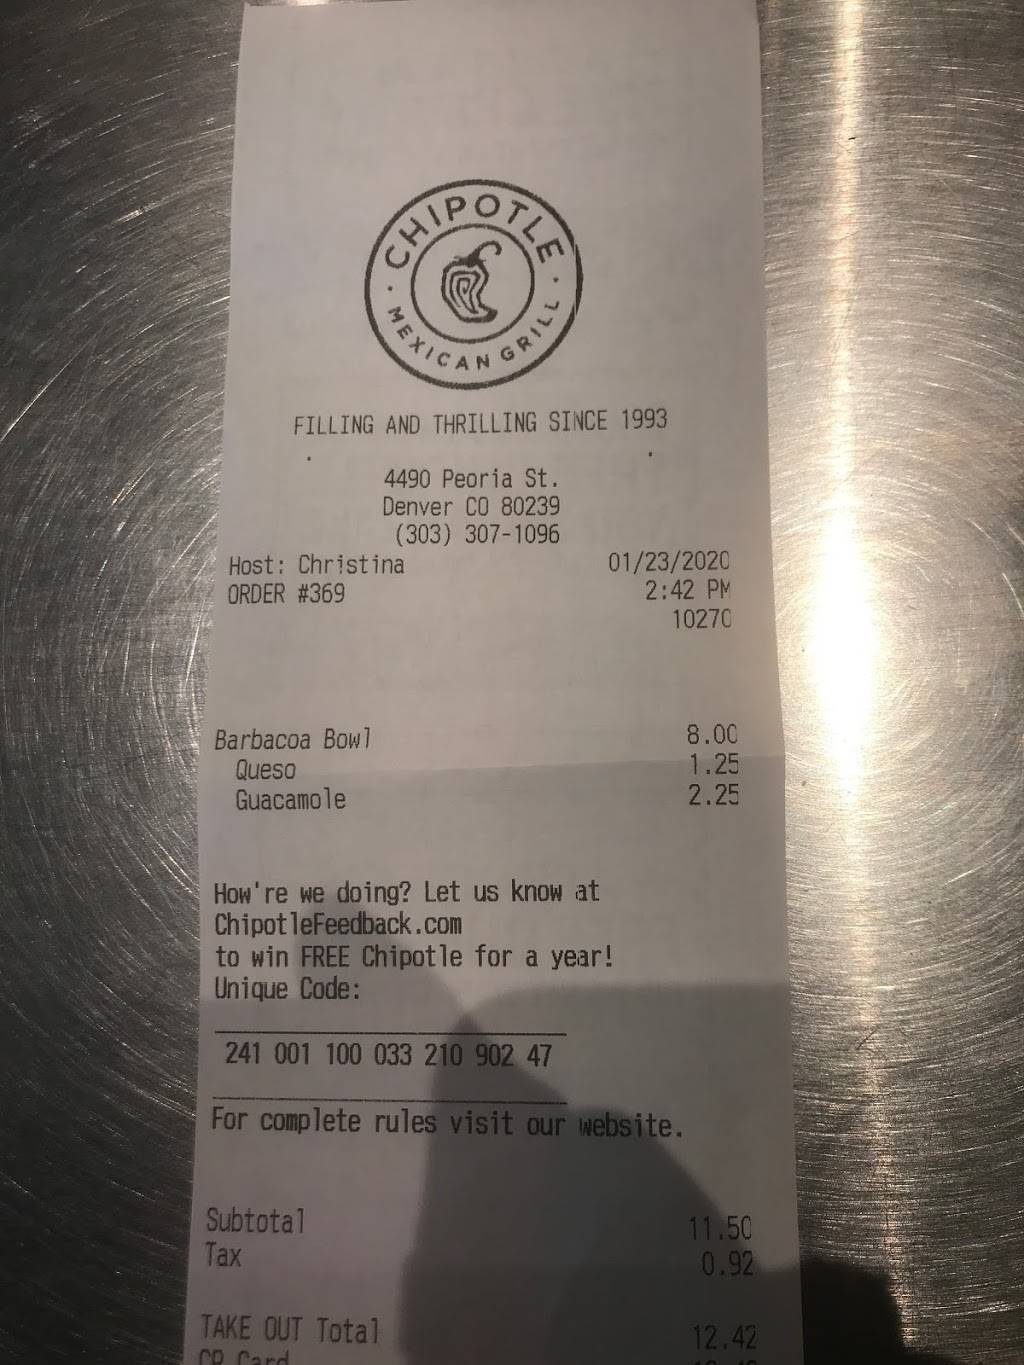 CHIPOTLE
MEXICAN GRILL
FILLING AND THRILLING SINCE 1993
4490 Peoria St.
Denver CO 80239
(303) 307-1096
Host: Christina 01/23/2020
ORDER #369 2:42 PM
10270
Barbacoa Bowl 8.00
Queso 1.25
Guacamole 2.25
How're we doing? Let us know at
ChipotleFeedback.com
to win FREE Chipotle for a year!
Unique Code:
241 001 100 033 210 902 47
For complete rules visit our website.
Subtotal 11.50
Tax 0.92
TAKE OUT Total 12.42
CR Card